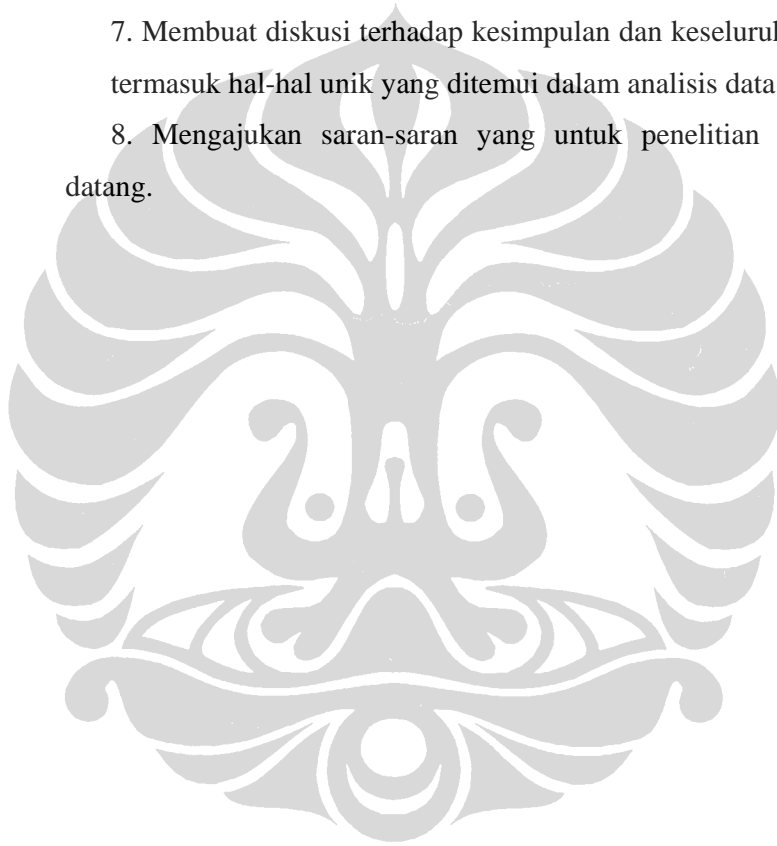 7. Membuat diskusi terhadap kesimpulan dan
termasuk hal-hal unik yang ditemui dalam analisis data
8. Mengajukan saran-saran yang untuk penelitian
datang.